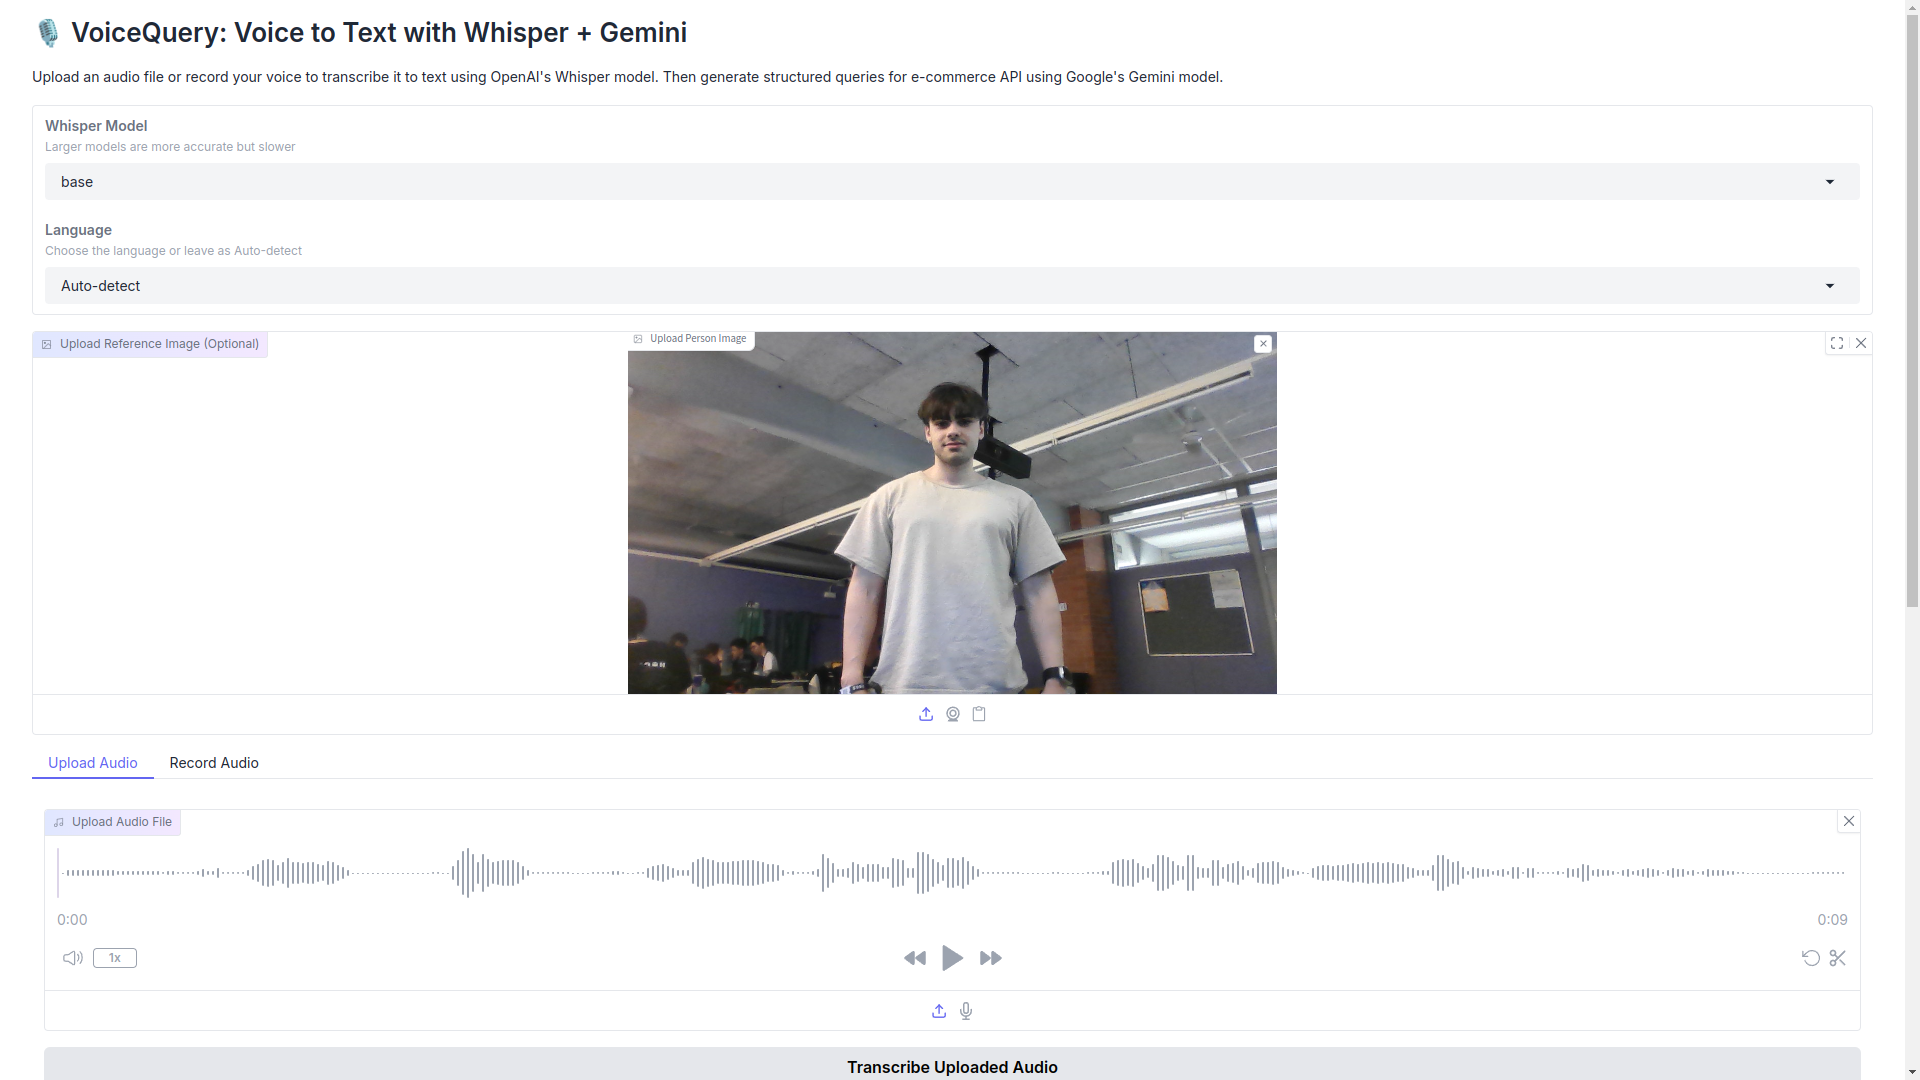 VoiceQuery: Voice to Text with Whisper + Gemini
Upload an audio file or record your voice to transcribe it to text using OpenAI's Whisper model. Then generate structured queries for e-commerce API using Google's Gemini model.
Whisper Model
Larger models are more accurate but slower
base
Language
Choose the language or leave as Auto-detect
Auto-detect
Upload Reference Image (Optional)
Upload Person Image
Upload Audio
Record Audio
Upload Audio File
0:00
0:09
1x
Transcribe Uploaded Audio